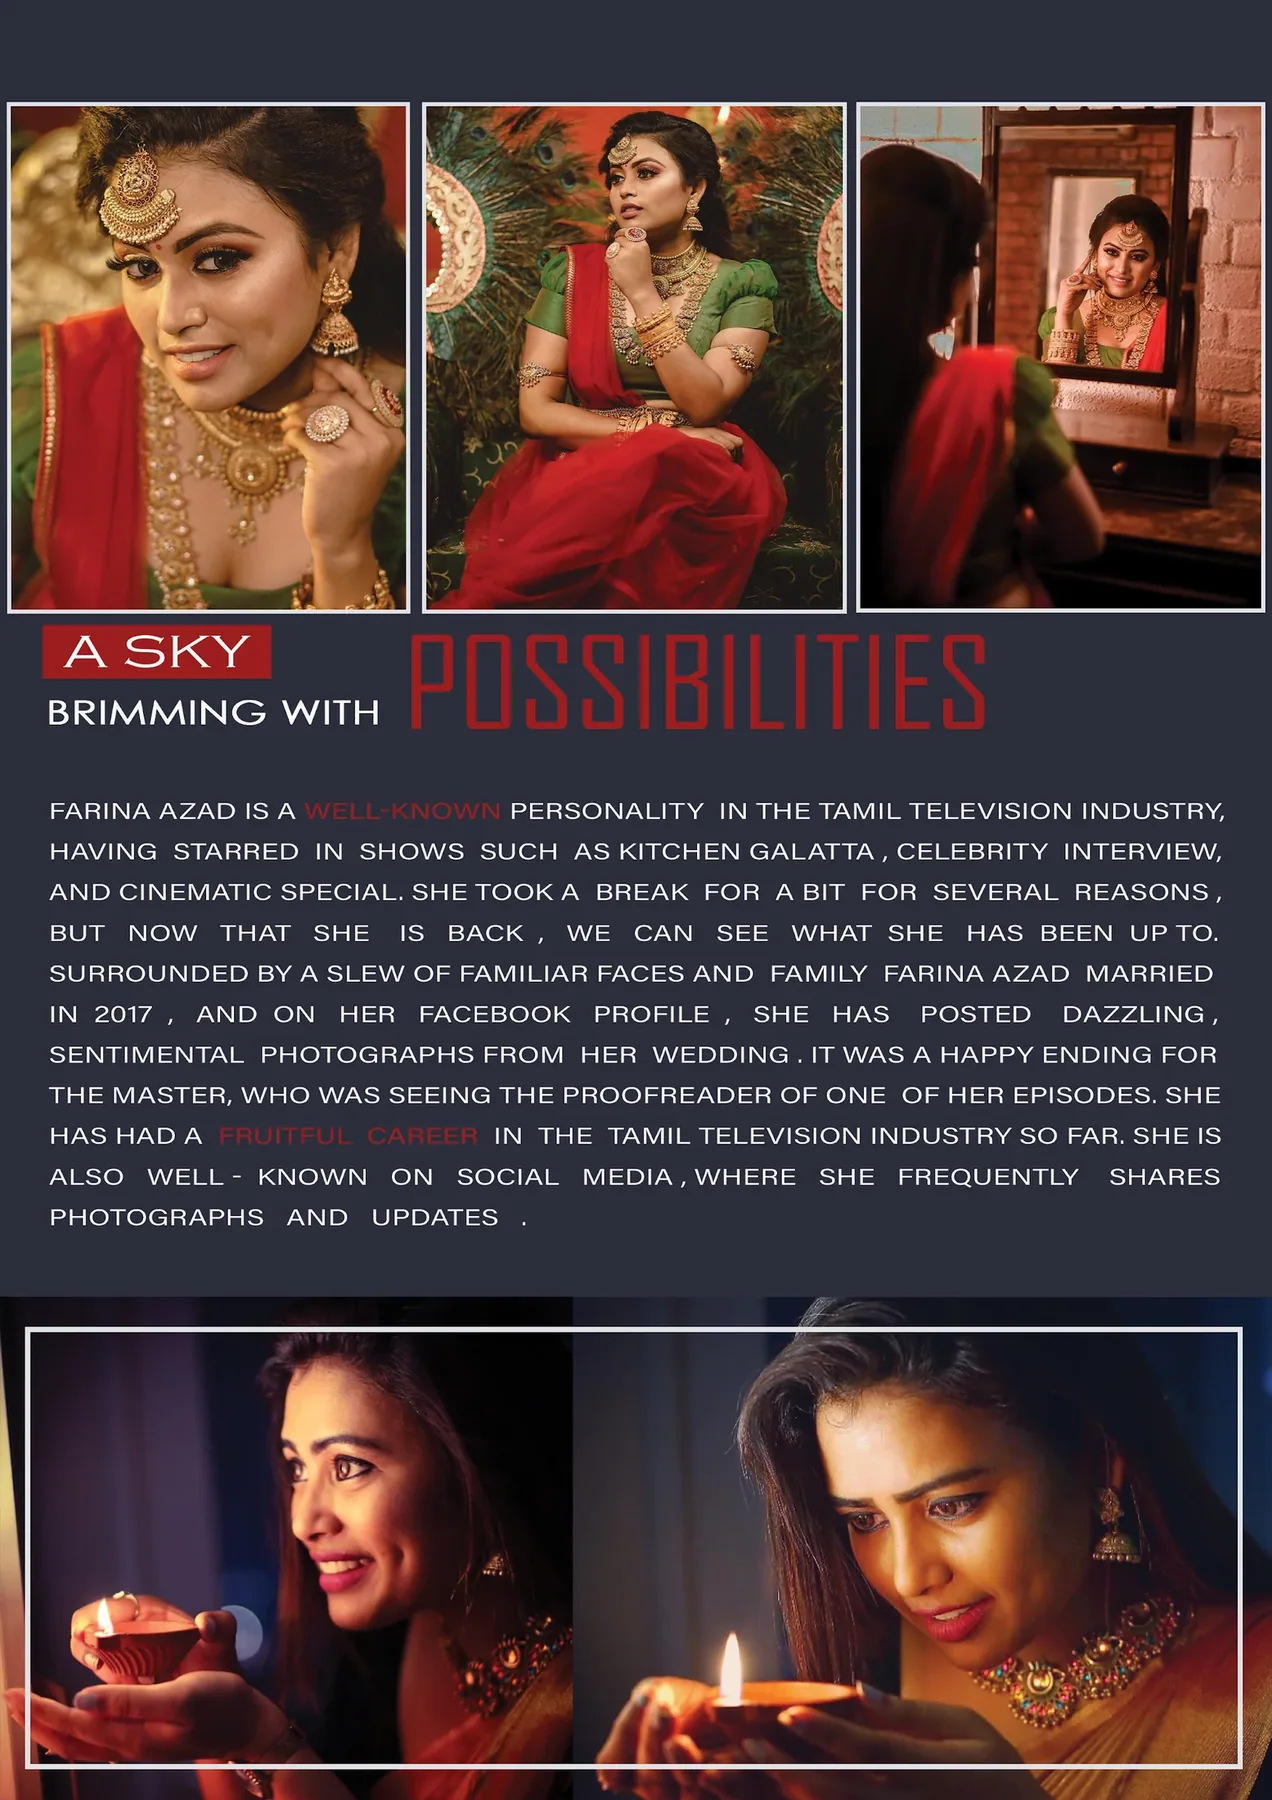 A SKY
BRIMMING WITH
POSSIBILITIES
FARINA AZAD IS A WELL-KNOWN PERSONALITY IN THE TAMIL TELEVISION INDUSTRY,
HAVING STARRED IN SHOWS SUCH AS KITCHEN GALATTA , CELEBRITY INTERVIEW,
AND CINEMATIC SPECIAL. SHE TOOK A BREAK FOR A BIT FOR SEVERAL REASONS ,
BUT NOW THAT SHE IS BACK , WE CAN SEE WHAT SHE HAS BEEN UP TO.
SURROUNDED BY A SLEW OF FAMILIAR FACES AND FAMILY FARINA AZAD MARRIED
IN 2017 , AND ON HER FACEBOOK PROFILE , SHE HAS POSTED DAZZLING ,
SENTIMENTAL PHOTOGRAPHS FROM HER WEDDING . IT WAS A HAPPY ENDING FOR
THE MASTER, WHO WAS SEEING THE PROOFREADER OF ONE OF HER EPISODES. SHE
HAS HAD A FRUITFUL CAREER IN THE TAMIL TELEVISION INDUSTRY SO FAR. SHE IS
ALSO WELL - KNOWN ON SOCIAL MEDIA , WHERE SHE FREQUENTLY SHARES
PHOTOGRAPHS AND UPDATES .